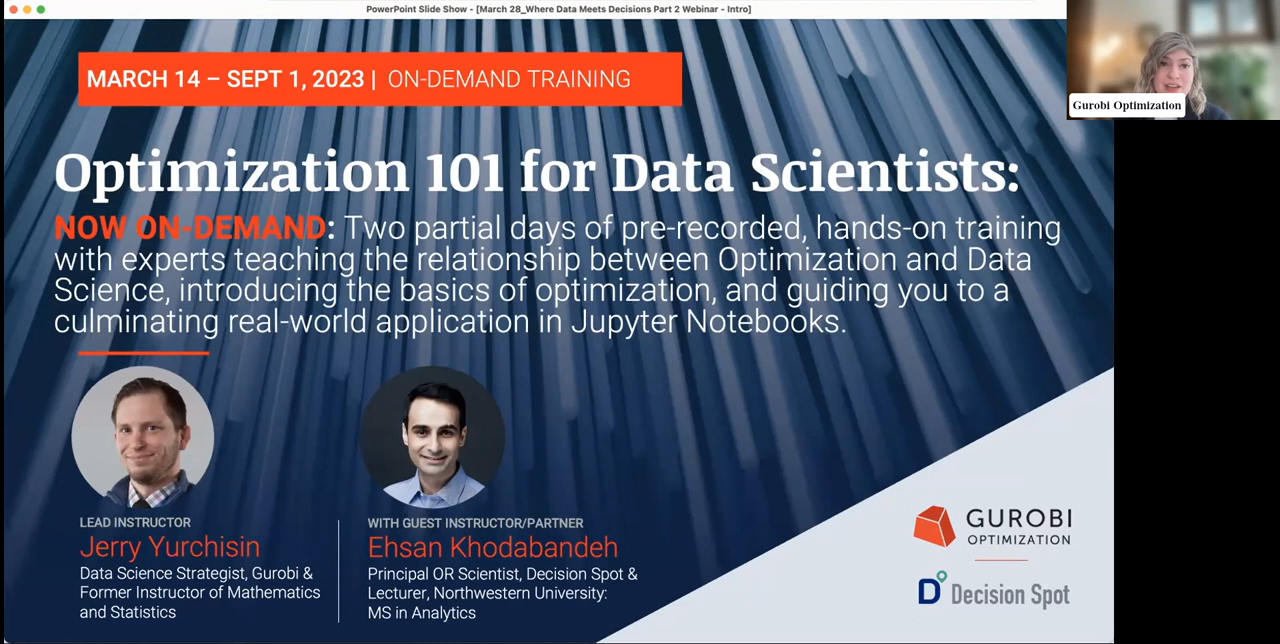 PowerPoint Slide Show - [March 28_Where Data Meets Decisions Part 2 Webinar - Intro]
Gurobi Optimization
MARCH 14 – SEPT 1, 2023 | ON-DEMAND TRAINING
Optimization 101 for Data Scientists:
NOW ON-DEMAND: Two partial days of pre-recorded, hands-on training
with experts teaching the relationship between Optimization and Data
Science, introducing the basics of optimization, and guiding you to a
culminating real-world application in Jupyter Notebooks.
LEAD INSTRUCTOR
Jerry Yurchisin
Data Science Strategist, Gurobi &
Former Instructor of Mathematics
and Statistics
WITH GUEST INSTRUCTOR/PARTNER
Ehsan Khodabandeh
Principal OR Scientist, Decision Spot &
Lecturer, Northwestern University:
MS in Analytics
GUROBI
OPTIMIZATION
Decision Spot